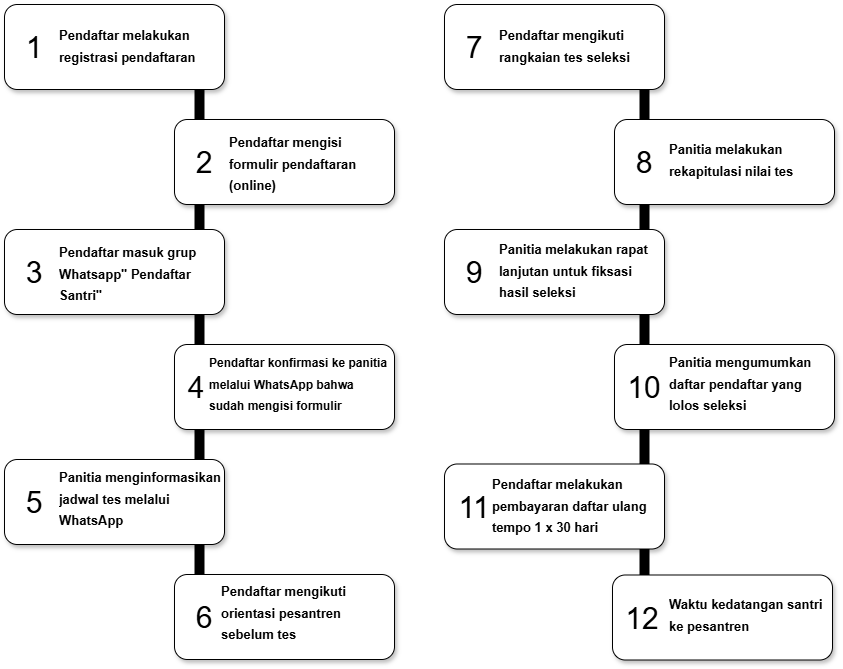 1
Pendaftar melakukan
registrasi pendaftaran
2
Pendaftar mengisi
formulir pendaftaran
(online)
3
Pendaftar masuk grup
Whatsapp" Pendaftar
Santri"
4
Pendaftar konfirmasi ke panitia
melalui WhatsApp bahwa
sudah mengisi formulir
5
Panitia menginformasikan
jadwal tes melalui
WhatsApp
6
Pendaftar mengikuti
orientasi pesantren
sebelum tes
7
Pendaftar mengikuti
rangkaian tes seleksi
8
Panitia melakukan
rekapitulasi nilai tes
9
Panitia melakukan rapat
lanjutan untuk fiksasi
hasil seleksi
10
Panitia mengumumkan
daftar pendaftar yang
lolos seleksi
11
Pendaftar melakukan
pembayaran daftar ulang
tempo 1 x 30 hari
12
Waktu kedatangan santri
ke pesantren